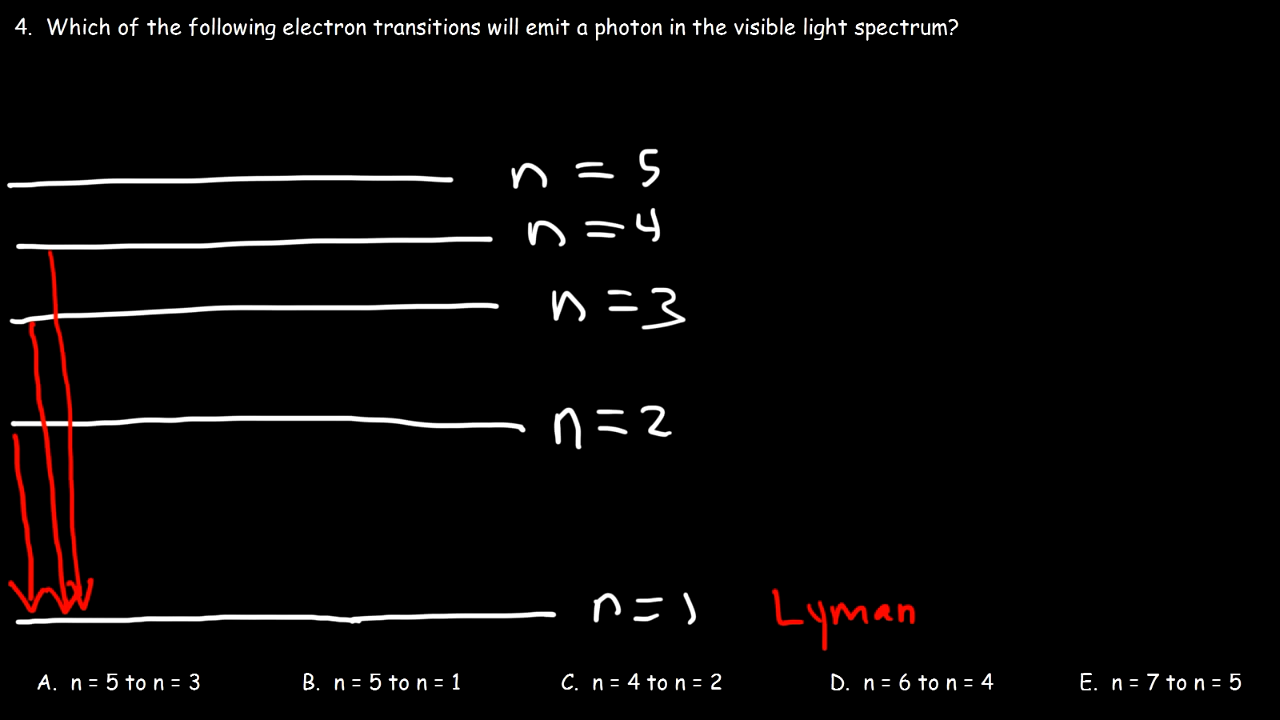 4. Which of the following electron transitions will emit a photon in the visible light spectrum?
n = 5
n = 4
n = 3
n = 2
n = 1 Lyman
A. n = 5 to n = 3 B. n = 5 to n = 1 C. n = 4 to n = 2 D. n = 6 to n = 4 E. n = 7 to n = 5